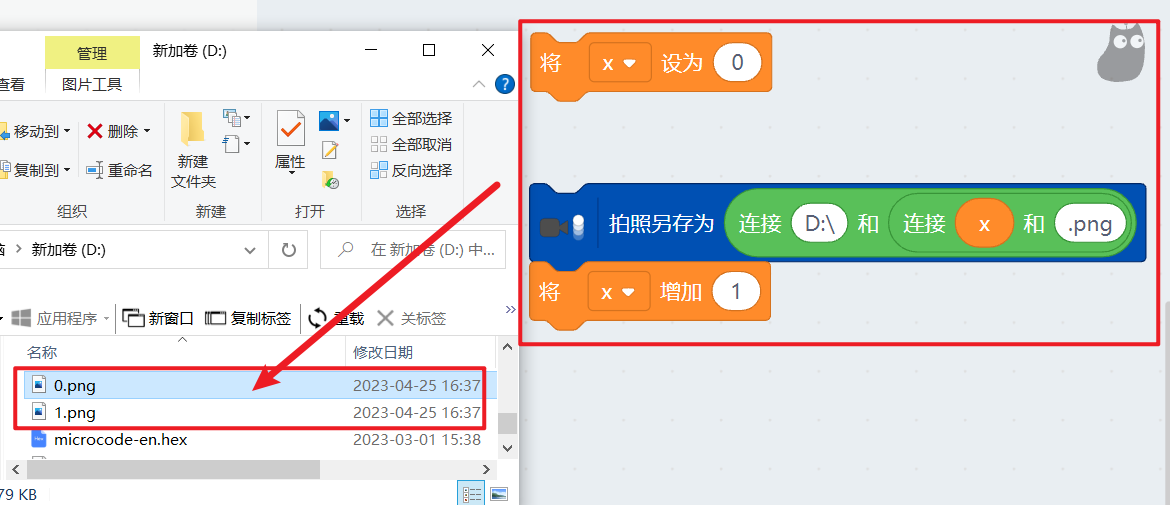 管理
新加卷 (D:)
查看
图片工具
移动到
删除
复制到
重命名
组织
新建
文件夹
新建
属性
打开
全部选择
全部取消
反向选择
选择
新加卷 (D:)
在 新加卷 (D:) 中...
应用程序
新窗口
复制标签
重载
关标签
名称
修改日期
0.png 2023-04-25 16:37
1.png 2023-04-25 16:37
microcode-en.hex 2023-03-01 15:38
79 KB
将 x 设为 0
拍照另存为 连接 D:\ 和 连接 x 和 .png
将 x 增加 1